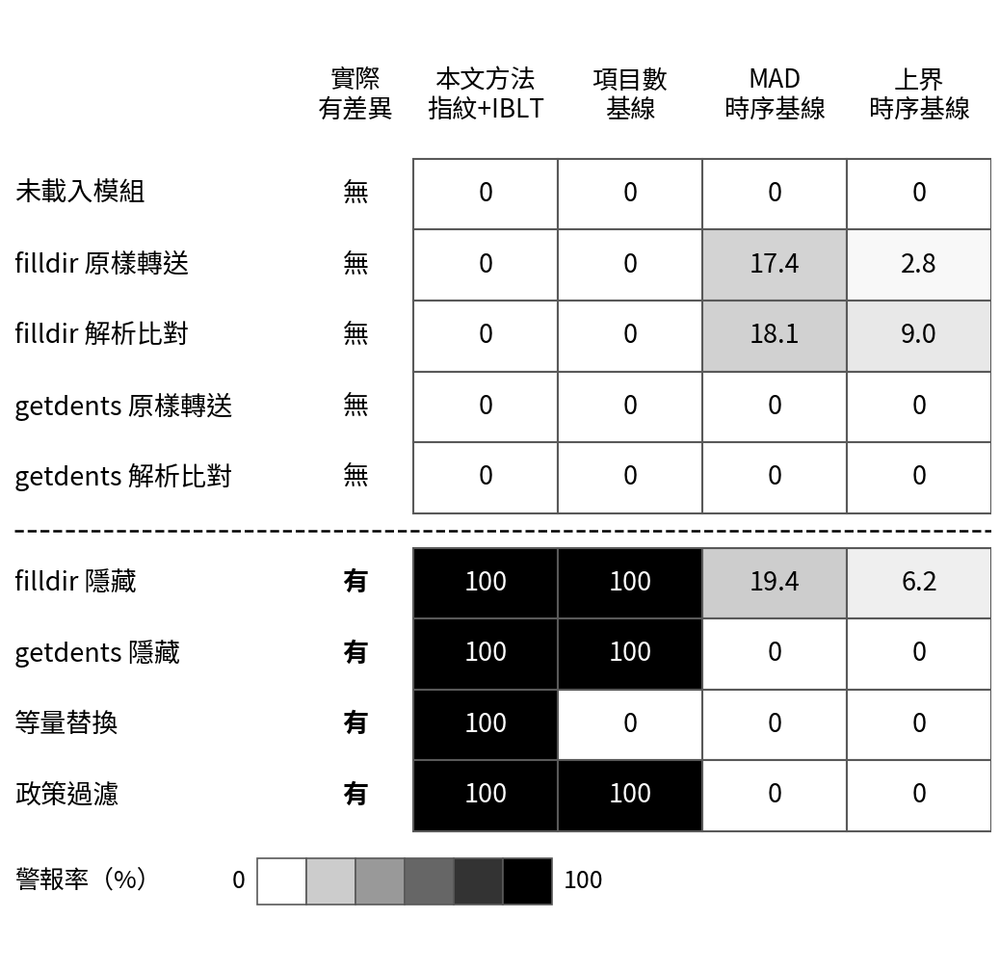 實際 本文方法 項目數 MAD 上界
有差異 指紋+IBLT 基線 時序基線 時序基線
未載入模組 無 0 0 0 0
filldir 原樣轉送 無 0 0 17.4 2.8
filldir 解析比對 無 0 0 18.1 9.0
getdents 原樣轉送 無 0 0 0 0
getdents 解析比對 無 0 0 0 0
filldir 隱藏 有 100 100 19.4 6.2
getdents 隱藏 有 100 100 0 0
等量替換 有 100 0 0 0
政策過濾 有 100 100 0 0
警報率（%） 0 100